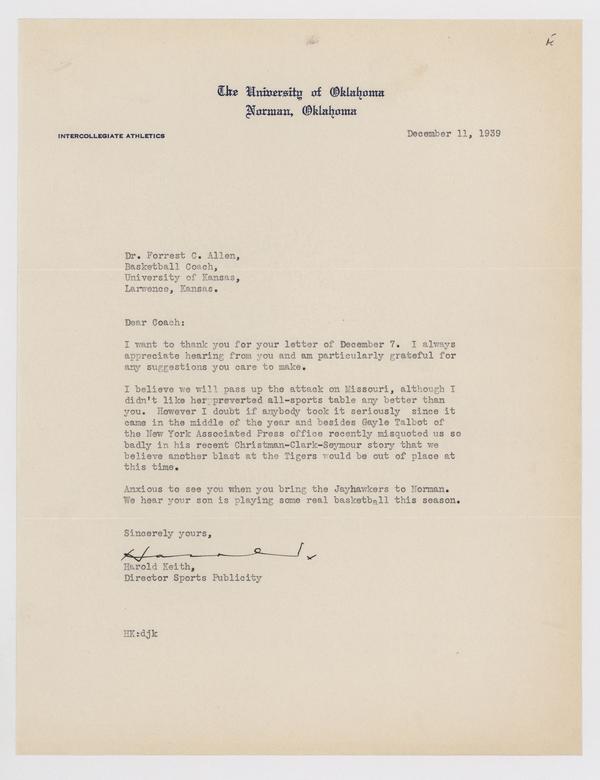 The University of Oklahoma
Norman, Oklahoma
INTERCOLLEGIATE ATHLETICS
December 11, 1939
Dr. Forrest C. Allen,
Basketball Coach,
University of Kansas,
Larwence, Kansas.
Dear Coach:
I want to thank you for your letter of December 7. I always
appreciate hearing from you and am particularly grateful for
any suggestions you care to make.
I believe we will pass up the attack on Missouri, although I
didn't like her preverted all-sports table any better than
you. However I doubt if anybody took it seriously since it
came in the middle of the year and besides Gayle Talbot of
the New York Associated Press office recently misquoted us so
badly in his recent Christman-Clark-Seymour story that we
believe another blast at the Tigers would be out of place at
this time.
Anxious to see you when you bring the Jayhawkers to Norman.
We hear your son is playing some real basketball this season.
Sincerely yours,
Harold Keith,
Director Sports Publicity
HK:djk